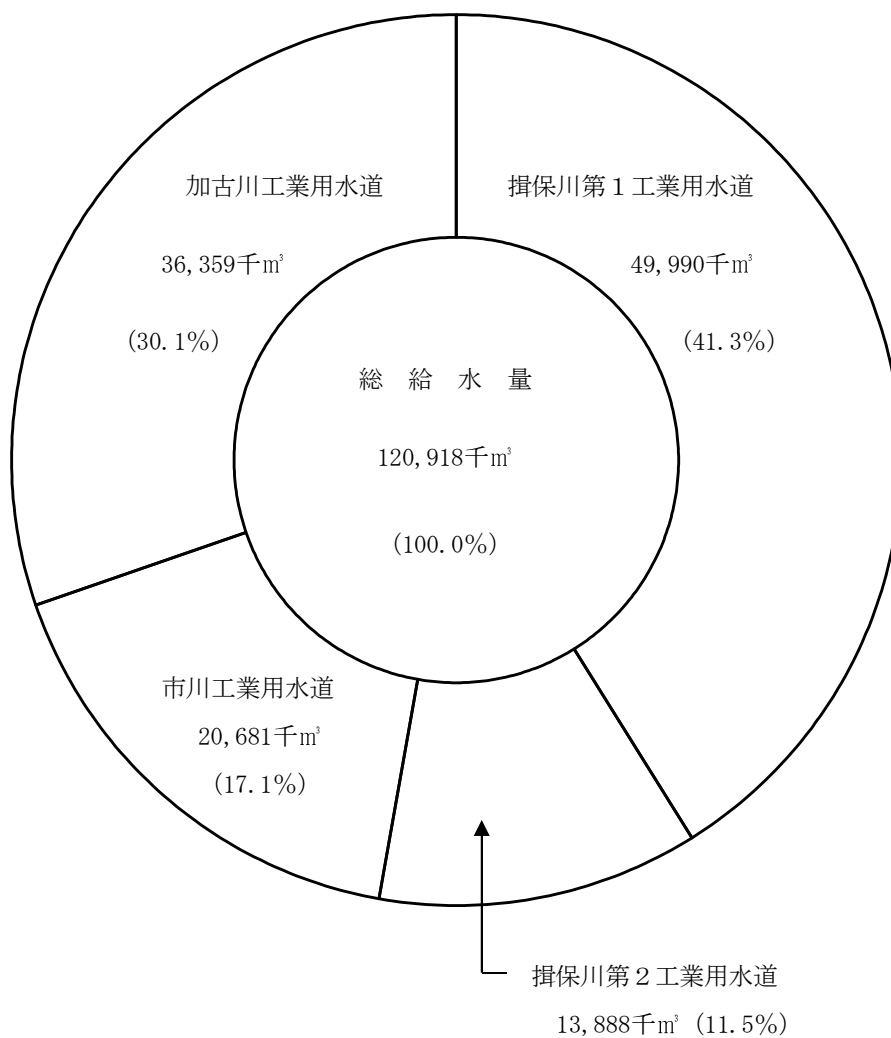 加古川工業用水道
36,359千㎥
(30.1%)
揖保川第１工業用水道
49,990千㎥
(41.3%)
総　給　水　量
120,918千㎥
(100.0%)
市川工業用水道
20,681千㎥
(17.1%)
揖保川第２工業用水道
13,888千㎥ (11.5%)